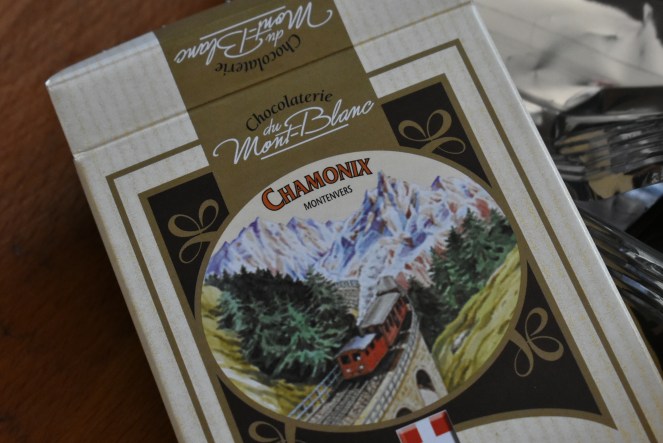 Chocolaterie
du
Mont-Blanc
Chocolaterie
du
Mont-Blanc
CHAMONIX
MONTENVERS